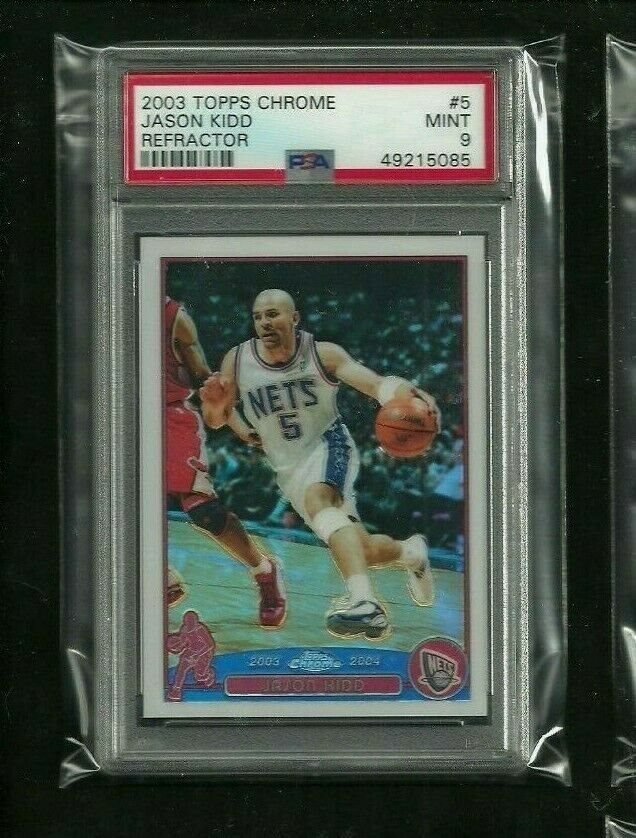 2003 TOPPS CHROME #5
JASON KIDD MINT
REFRACTOR 9
PSA 49215085
NETS
5
2003 Topps Chrome 2004
JASON KIDD
NETS